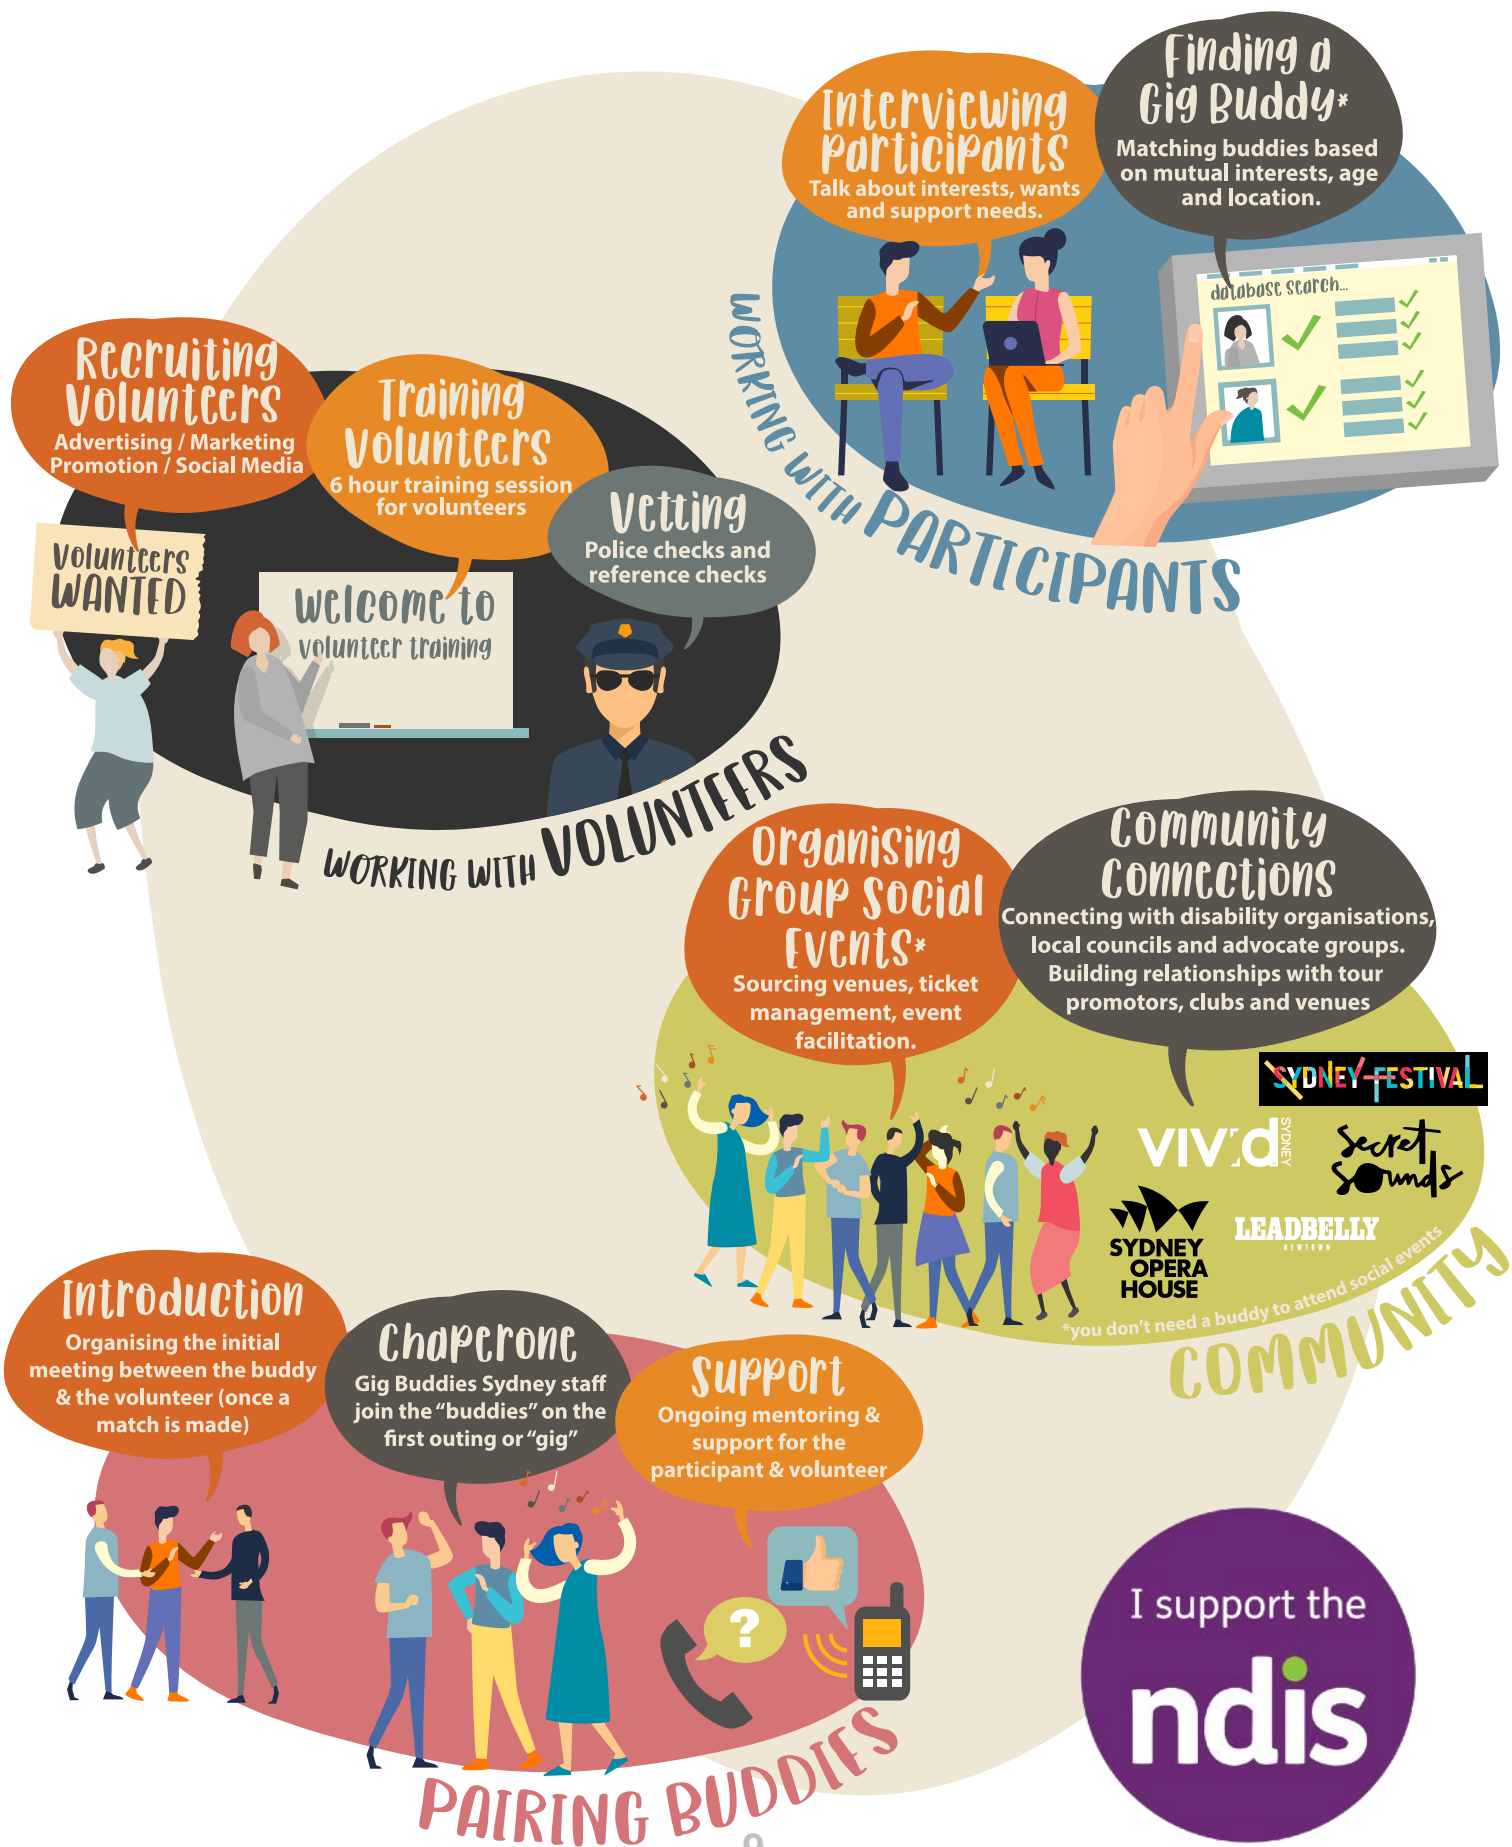 Interviewing
Participants
Talk about interests, wants
and support needs.
Finding a
Gig Buddy*
Matching buddies based
on mutual interests, age
and location.
database search...
WORKING WITH PARTICIPANTS
Recruiting
Volunteers
Advertising / Marketing
Promotion / Social Media
Training
Volunteers
6 hour training session
for volunteers
Vetting
Police checks and
reference checks
Volunteers
WANTED
Welcome to
volunteer training
WORKING WITH VOLUNTEERS
Organising
Group Social
Events*
Sourcing venues, ticket
management, event
facilitation.
Community
Connections
Connecting with disability organisations,
local councils and advocate groups.
Building relationships with tour
promotors, clubs and venues
SYDNEY FESTIVAL
VIVID
SYDNEY
Secret
Sounds
SYDNEY
OPERA
HOUSE
LEADBELLY
NEWTOWN
*you don't need a buddy to attend social events
COMMUNITY
Introduction
Organising the initial
meeting between the buddy
& the volunteer (once a
match is made)
Chaperone
Gig Buddies Sydney staff
join the “buddies” on the
first outing or “gig”
Support
Ongoing mentoring &
support for the
participant & volunteer
?
PAIRING BUDDIES
I support the
ndis
9